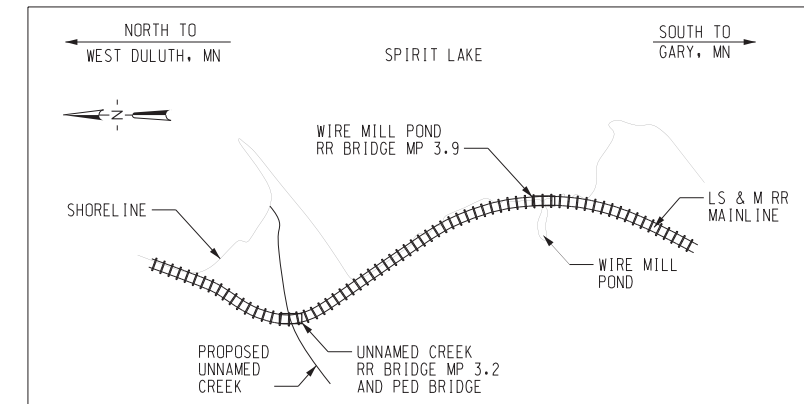 NORTH TO
WEST DULUTH, MN
SPIRIT LAKE
SOUTH TO
GARY, MN
N
WIRE MILL POND
RR BRIDGE MP 3.9
SHORELINE
LS & M RR
MAINLINE
WIRE MILL
POND
PROPOSED
UNNAMED
CREEK
UNNAMED CREEK
RR BRIDGE MP 3.2
AND PED BRIDGE